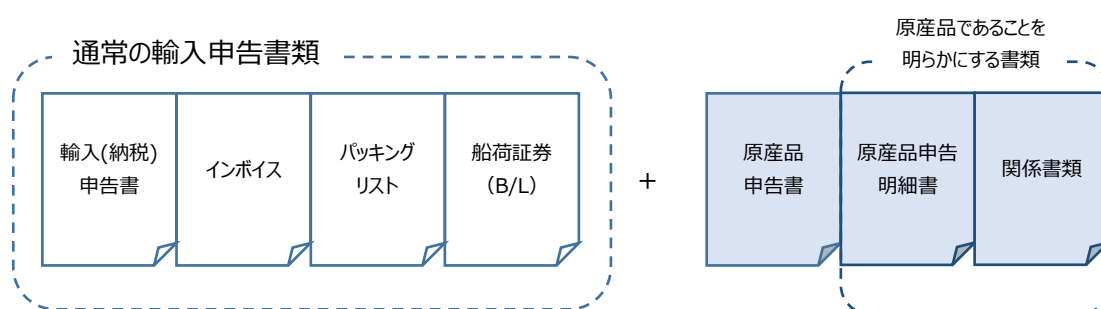 通常の輸入申告書類
輸入(納税)
申告書
インボイス
パッキング
リスト
船荷証券
(B/L)
+
原産品であることを
明らかにする書類
原産品
申告書
原産品申告
明細書
関係書類